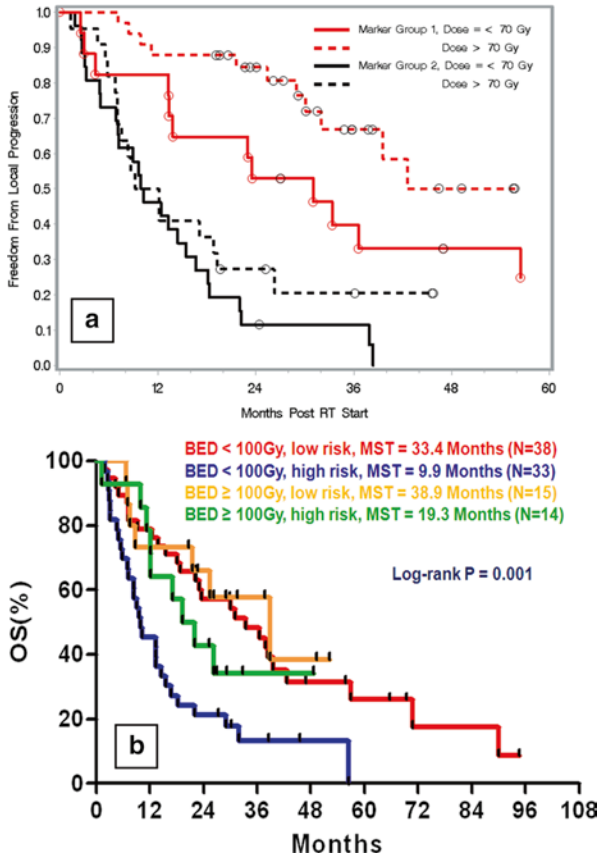 1.0
0.9
0.8
0.7
0.6
0.5
0.4
0.3
0.2
0.1
0.0
Freedom From Local Progression
Marker Group 1, Dose = < 70 Gy
Dose > 70 Gy
Marker Group 2, Dose = < 70 Gy
Dose > 70 Gy
a
0 12 24 36 48 60
Months Post RT Start
BED < 100Gy, low risk, MST = 33.4 Months (N=38)
BED < 100Gy, high risk, MST = 9.9 Months (N=33)
BED ≥ 100Gy, low risk, MST = 38.9 Months (N=15)
BED ≥ 100Gy, high risk, MST = 19.3 Months (N=14)
Log-rank P = 0.001
100
80
60
40
20
0
OS(%)
b
0 12 24 36 48 60 72 84 96 108
Months